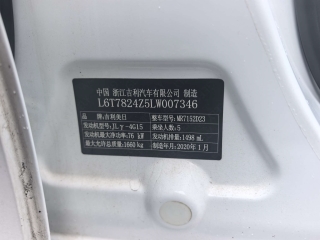 中国 浙江吉利汽车有限公司 制造
L6T7824Z5LW007346
品牌:吉利美日 整车型号:MR7152D23
发动机型号:JLγ-4G15 乘坐人数:5
发动机最大净功率:76 kW 发动机排量:1498 mL
最大允许总质量:1660kg 制造年月:2020年1月